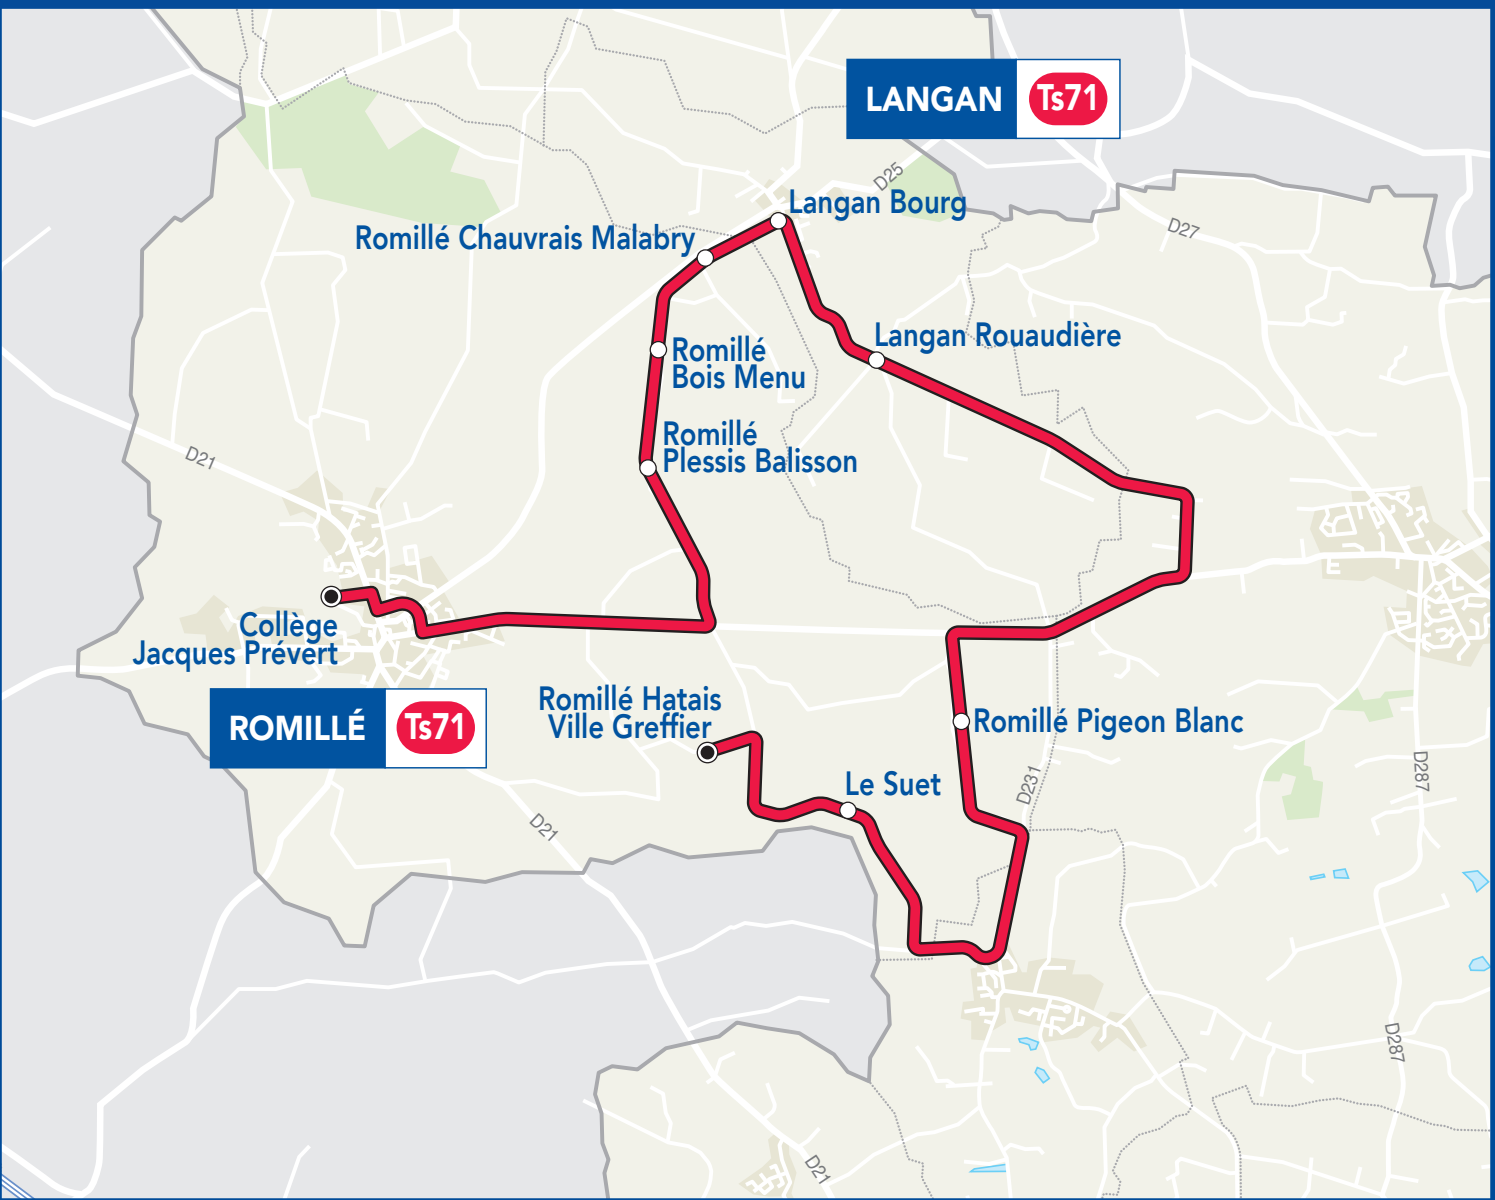 LANGAN
Ts71
D25
Langan Bourg
D27
Romillé Chauvrais Malabry
Langan Rouaudière
Romillé
Bois Menu
Romillé
Plessis Balisson
D21
Collège
Jacques Prévert
ROMILLÉ
Ts71
Romillé Hatais
Ville Greffier
Romillé Pigeon Blanc
Le Suet
D231
D287
D21
D287
D21